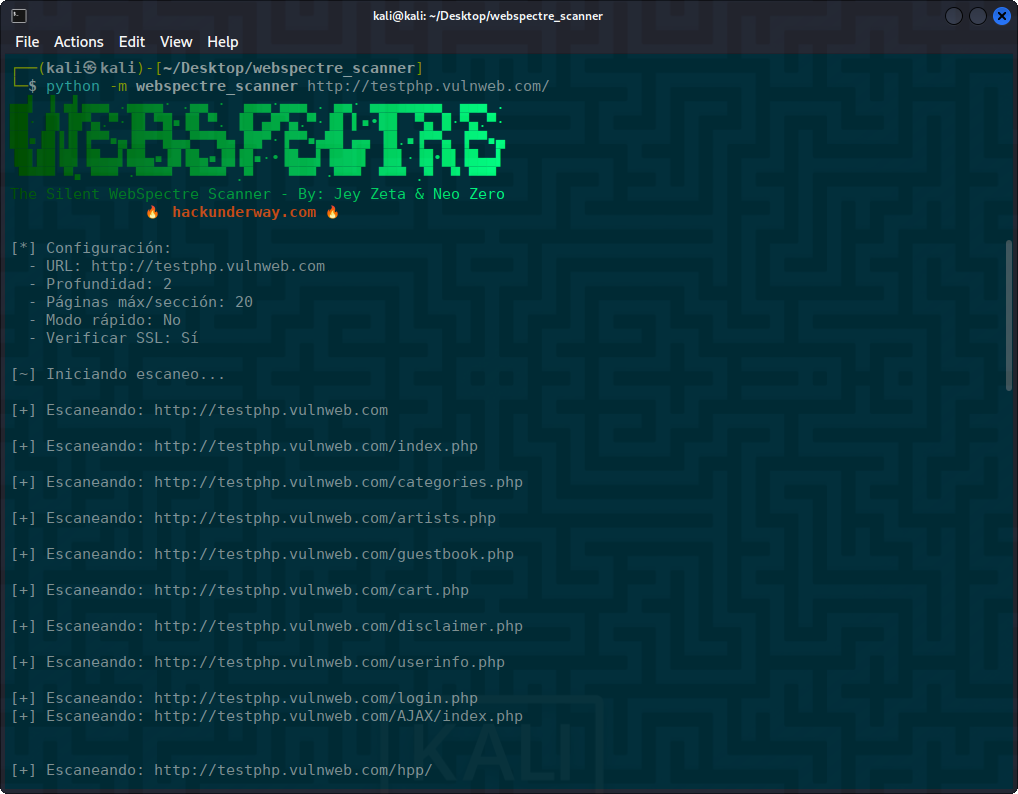 kali@kali: ~/Desktop/webspectre_scanner
File Actions Edit View Help
┌──(kali㉿kali)-[~/Desktop/webspectre_scanner]
└─$ python -m webspectre_scanner http://testphp.vulnweb.com/
WEBSPECTRE
The Silent WebSpectre Scanner - By: Jey Zeta & Neo Zero
🔥 hackunderway.com 🔥
[*] Configuración:
- URL: http://testphp.vulnweb.com
- Profundidad: 2
- Páginas máx/sección: 20
- Modo rápido: No
- Verificar SSL: Sí
[~] Iniciando escaneo...
[+] Escaneando: http://testphp.vulnweb.com
[+] Escaneando: http://testphp.vulnweb.com/index.php
[+] Escaneando: http://testphp.vulnweb.com/categories.php
[+] Escaneando: http://testphp.vulnweb.com/artists.php
[+] Escaneando: http://testphp.vulnweb.com/guestbook.php
[+] Escaneando: http://testphp.vulnweb.com/cart.php
[+] Escaneando: http://testphp.vulnweb.com/disclaimer.php
[+] Escaneando: http://testphp.vulnweb.com/userinfo.php
[+] Escaneando: http://testphp.vulnweb.com/login.php
[+] Escaneando: http://testphp.vulnweb.com/AJAX/index.php
[+] Escaneando: http://testphp.vulnweb.com/hpp/
KALI